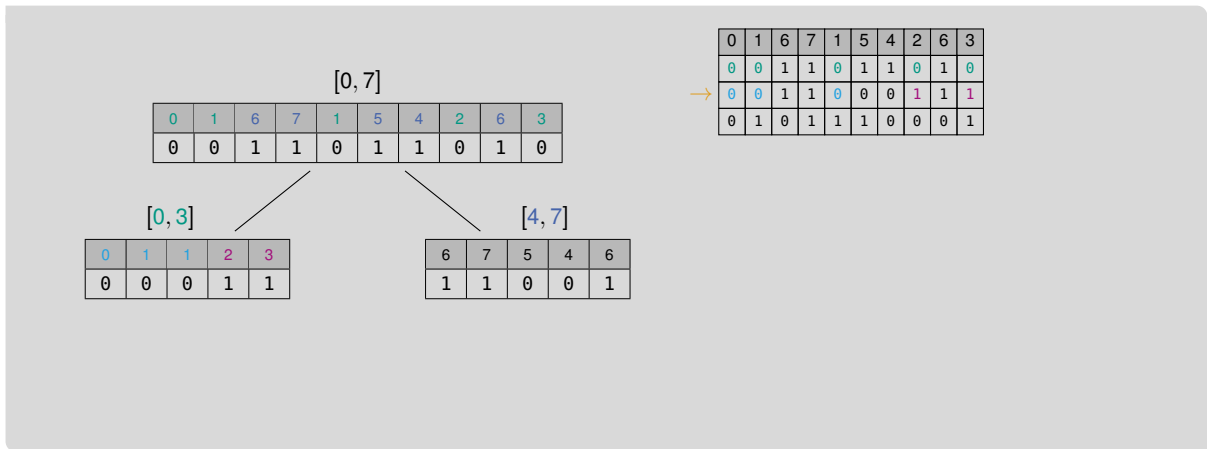 [0, 7]
0 1 6 7 1 5 4 2 6 3
0 0 1 1 0 1 1 0 1 0
[0, 3]
0 1 1 2 3
0 0 0 1 1
[4, 7]
6 7 5 4 6
1 1 0 0 1
0 1 6 7 1 5 4 2 6 3
0 0 1 1 0 1 1 0 1 0
→ 0 0 1 1 0 0 0 1 1 1
0 1 0 1 1 1 0 0 0 1